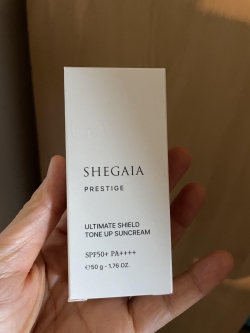 SHEGAIA
PRESTIGE
ULTIMATE SHIELD
TONE UP SUNCREAM
SPF50+ PA++++
℮50 g - 1.76 OZ.